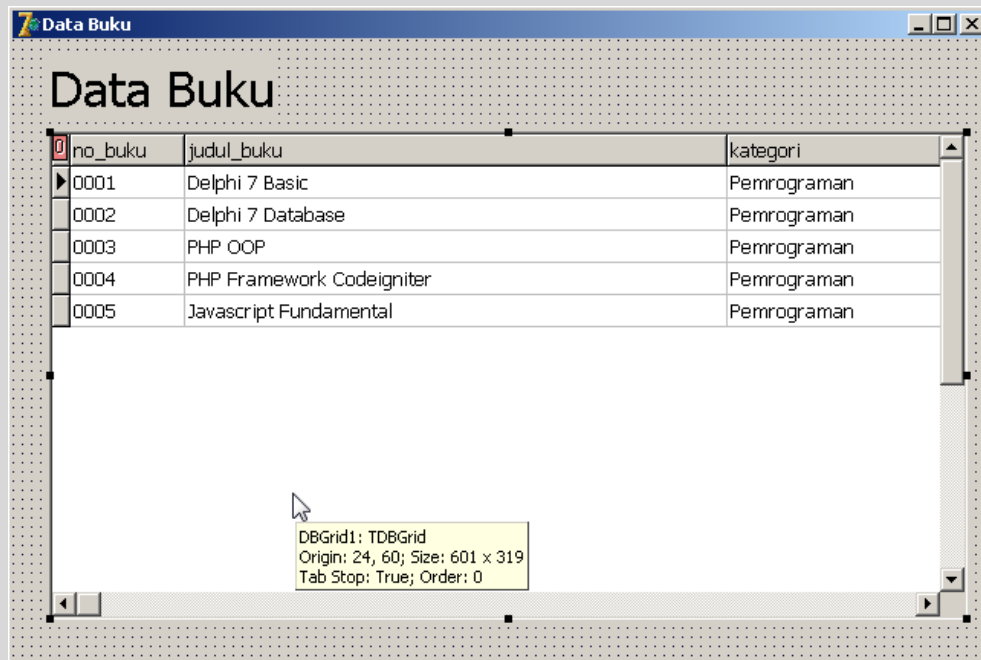 Data Buku
Data Buku
no_buku judul_buku kategori
0001 Delphi 7 Basic Pemrograman
0002 Delphi 7 Database Pemrograman
0003 PHP OOP Pemrograman
0004 PHP Framework Codeigniter Pemrograman
0005 Javascript Fundamental Pemrograman
DBGrid1: TDBGrid
Origin: 24, 60; Size: 601 x 319
Tab Stop: True; Order: 0